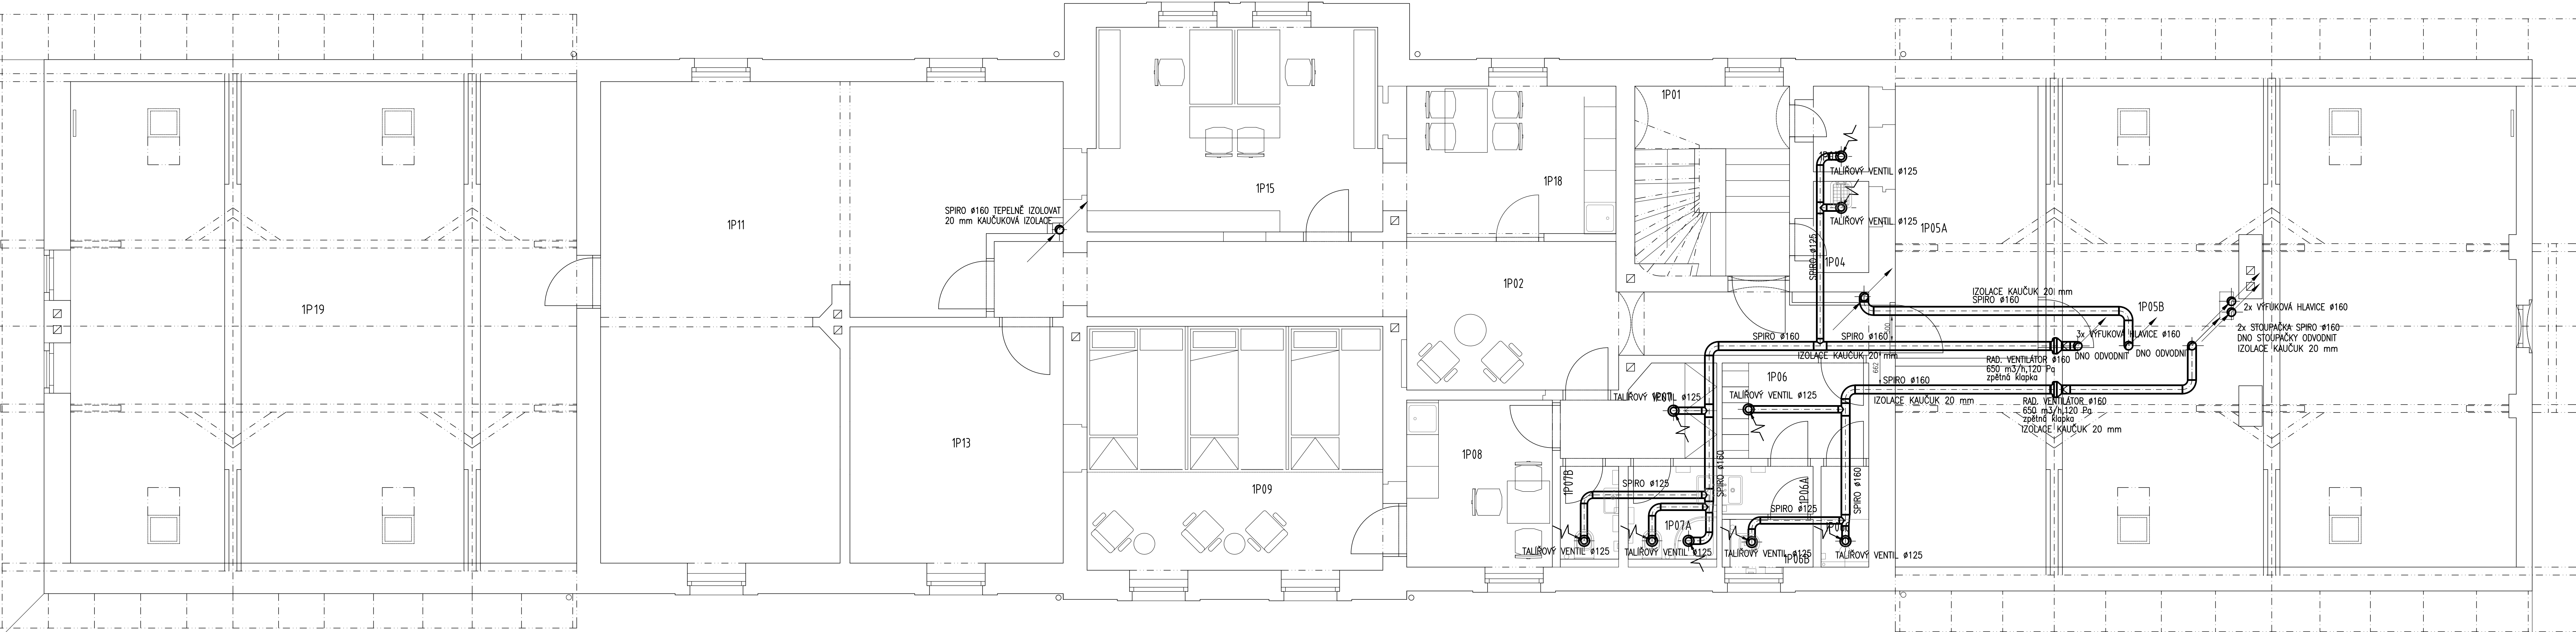 1P01
TALÍŘOVÝ VENTIL ø125
TALÍŘOVÝ VENTIL ø125
1P15
1P18
SPIRO ø160 TEPELNĚ IZOLOVAT
20 mm KAUČUKOVÁ IZOLACE
1P11
1P05A
SPIRO ø125
1P04
1P02
1P19
IZOLACE KAUČUK 20 mm
SPIRO ø160
1P05B
2x VÝFUKOVÁ HLAVICE ø160
2x STOUPAČKA SPIRO ø160
DNO STOUPAČKY ODVODNIT
IZOLACE KAUČUK 20 mm
3x VÝFUKOVÁ HLAVICE ø160
SPIRO ø160
SPIRO ø160
IZOLACE KAUČUK 20 mm
DNO ODVODNIT
DNO ODVODNIT
RAD. VENTILÁTOR ø160
650 m3/h,120 Pa
zpětná klapka
662
1P06
SPIRO ø160
IZOLACE KAUČUK 20 mm
TALÍŘOVÝ VENTIL ø125
TALÍŘOVÝ VENTIL ø125
RAD. VENTILÁTOR ø160
650 m3/h,120 Pa
zpětná klapka
IZOLACE KAUČUK 20 mm
1P13
1P08
1P09
1P07B
SPIRO ø125
SPIRO ø160
1P06A
SPIRO ø160
SPIRO ø125
1P07A
TALÍŘOVÝ VENTIL ø125
TALÍŘOVÝ VENTIL ø125
TALÍŘOVÝ VENTIL ø125
TALÍŘOVÝ VENTIL ø125
1P06B